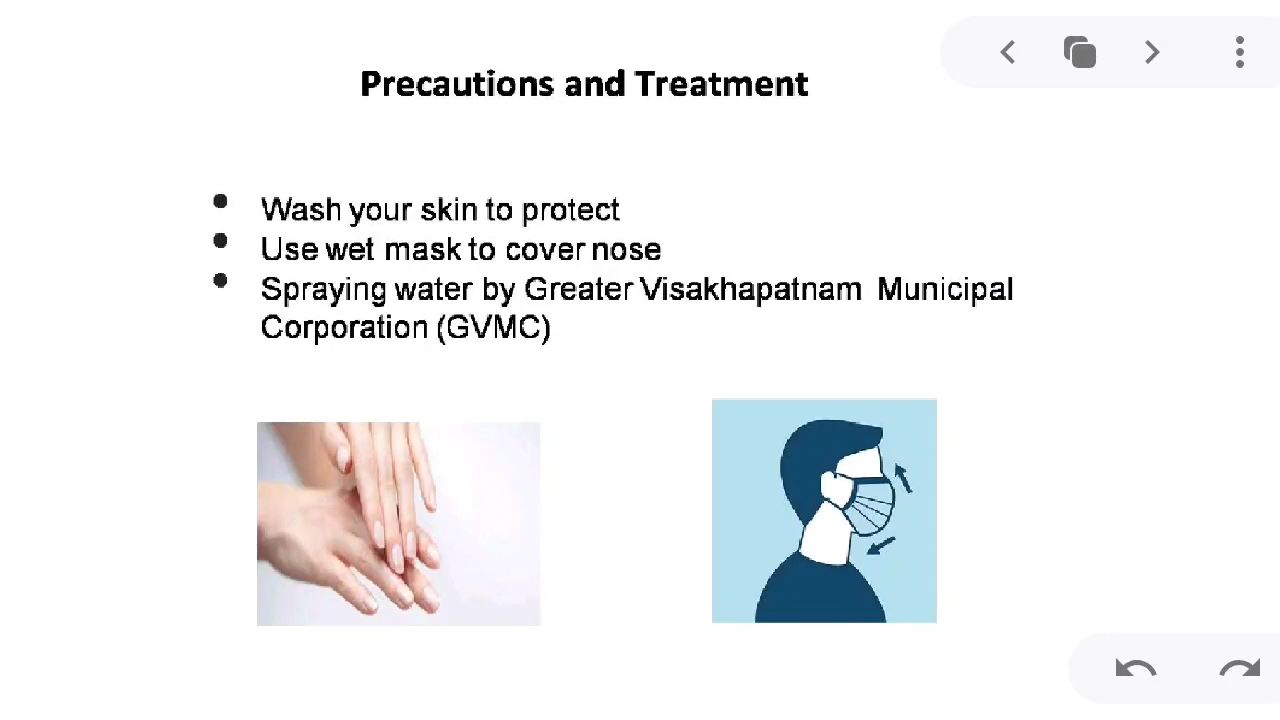 Precautions and Treatment
• Wash your skin to protect
• Use wet mask to cover nose
• Spraying water by Greater Visakhapatnam Municipal
Corporation (GVMC)